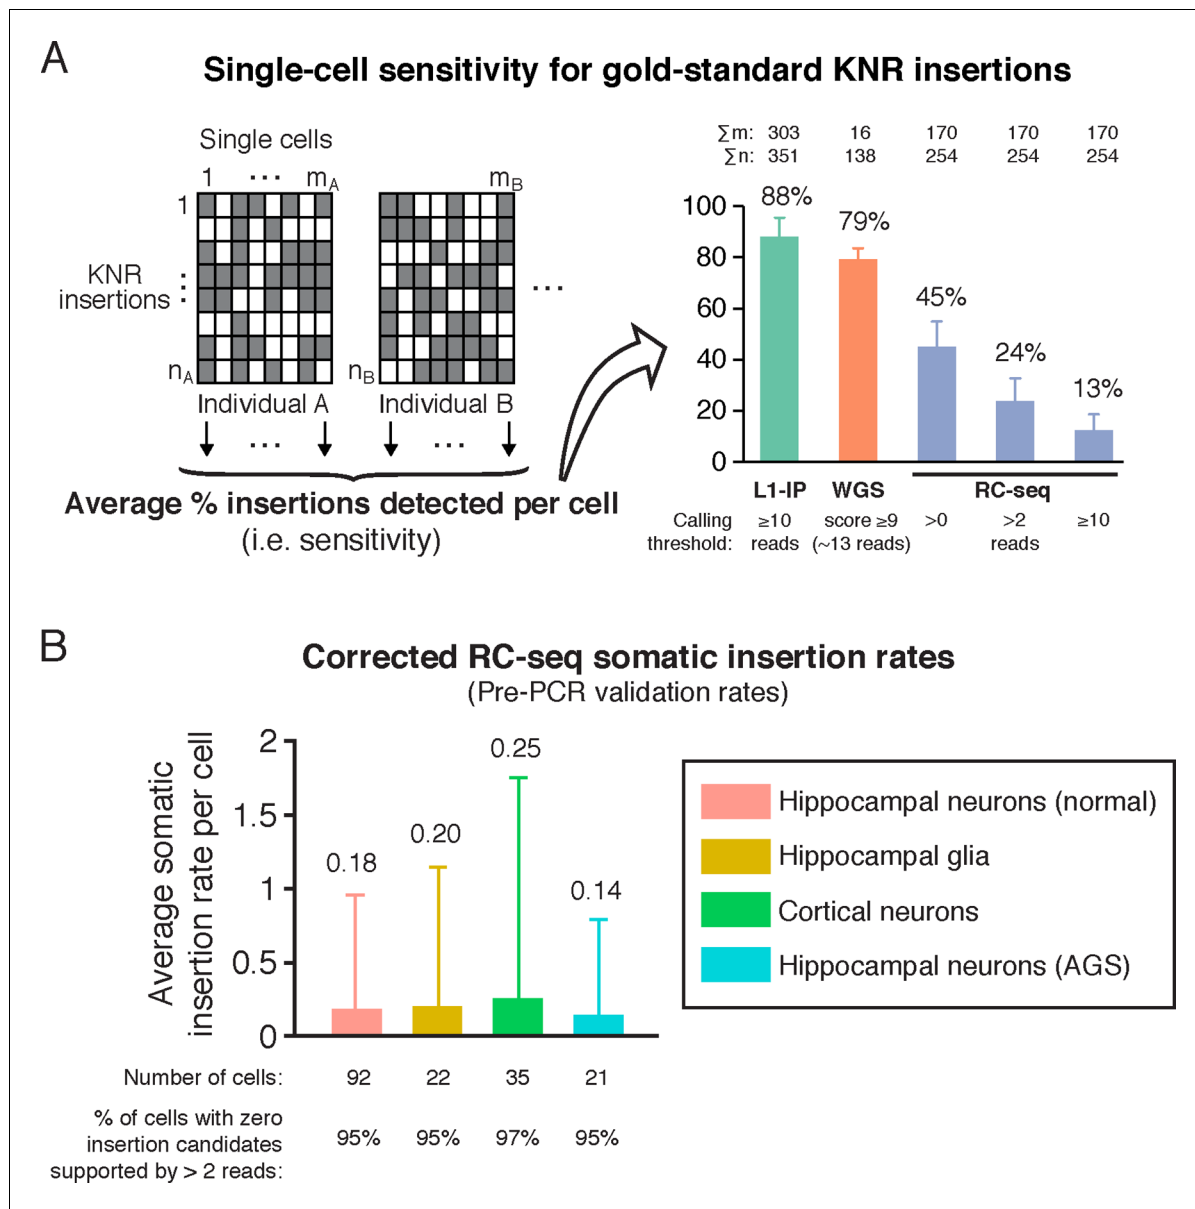 A
Single-cell sensitivity for gold-standard KNR insertions
Single cells
1 ... mA
mB
1
KNR
insertions
...
nA
nB
Individual A
Individual B
...
...
Average % insertions detected per cell
(i.e. sensitivity)
∑m: 303 16 170 170 170
∑n: 351 138 254 254 254
88%
79%
45%
24%
13%
100
80
60
40
20
0
L1-IP WGS RC-seq
Calling threshold:
≥10 reads
score ≥9 (~13 reads)
>0
>2 reads
≥10
B
Corrected RC-seq somatic insertion rates
(Pre-PCR validation rates)
Average somatic
insertion rate per cell
2
1.5
1
0.5
0
0.18
0.20
0.25
0.14
Hippocampal neurons (normal)
Hippocampal glia
Cortical neurons
Hippocampal neurons (AGS)
Number of cells: 92 22 35 21
% of cells with zero
insertion candidates 95% 95% 97% 95%
supported by > 2 reads: